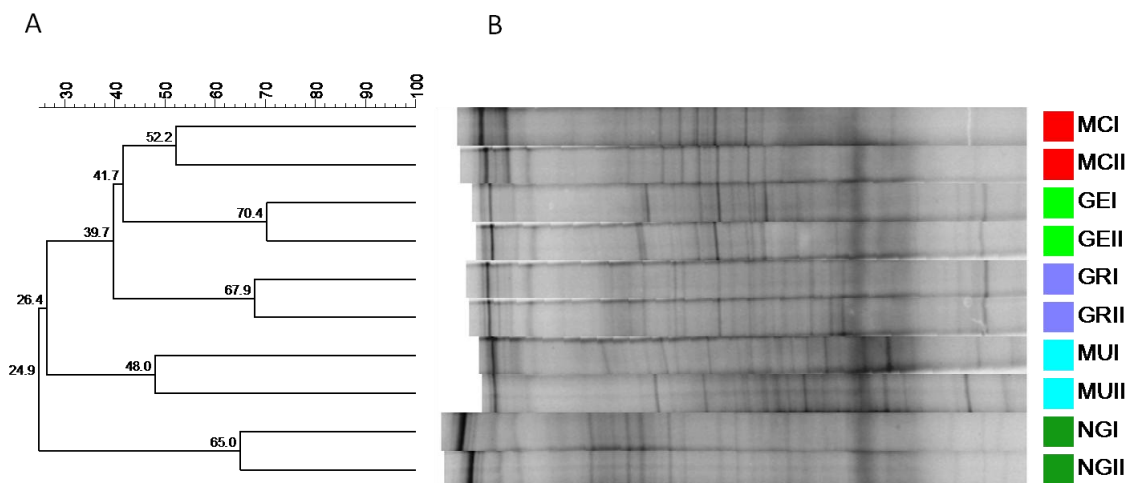 A B
30 40 50 60 70 80 90 100
MCI
52.2
MCII
41.7
GEI
70.4
GEII
39.7
GRI
67.9
26.4
GRII
MUI
24.9 48.0
MUII
NGI
65.0
NGII